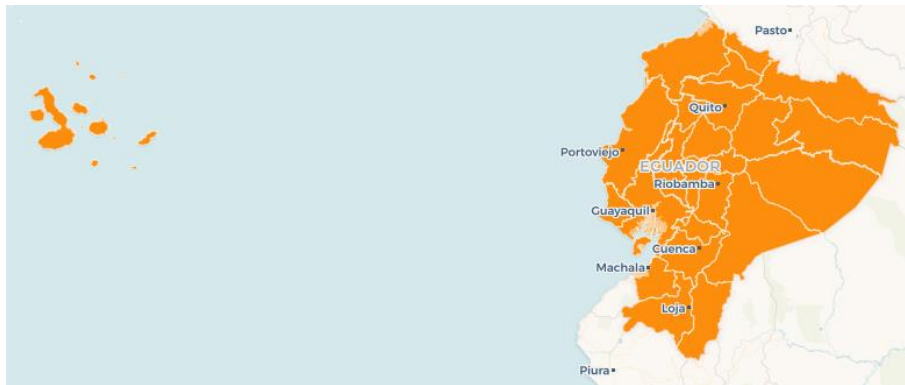 Pasto
Quito
Portoviejo
ECUADOR
Riobamba
Guayaquil
Cuenca
Machala
Loja
Piura